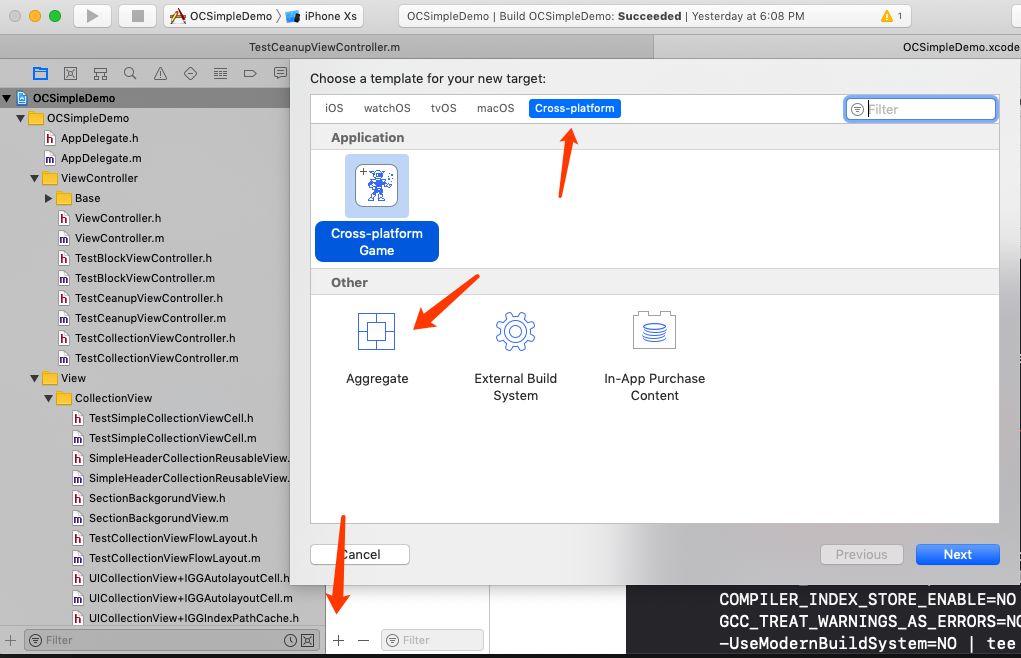 OCSimpleDemo
iPhone Xs
OCSimpleDemo | Build OCSimpleDemo: Succeeded | Yesterday at 6:08 PM
1
TestCeanupViewController.m
OCSimpleDemo.xcode
OCSimpleDemo
OCSimpleDemo
h AppDelegate.h
m AppDelegate.m
ViewController
Base
h ViewController.h
m ViewController.m
h TestBlockViewController.h
m TestBlockViewController.m
h TestCeanupViewController.h
m TestCeanupViewController.m
h TestCollectionViewController.h
m TestCollectionViewController.m
View
CollectionView
h TestSimpleCollectionViewCell.h
m TestSimpleCollectionViewCell.m
h SimpleHeaderCollectionReusableView.
m SimpleHeaderCollectionReusableView.
h SectionBackgorundView.h
m SectionBackgorundView.m
h TestCollectionViewFlowLayout.h
m TestCollectionViewFlowLayout.m
h UICollectionView+IGGAutolayoutCell.h
m UICollectionView+IGGAutolayoutCell.m
h UICollectionView+IGGIndexPathCache.h
Filter
Choose a template for your new target:
iOS
watchOS
tvOS
macOS
Cross-platform
Filter
Application
Cross-platform
Game
Other
Aggregate
External Build
System
In-App Purchase
Content
Cancel
Previous
Next
Filter
COMPILER_INDEX_STORE_ENABLE=NO
GCC_TREAT_WARNINGS_AS_ERRORS=NO
-UseModernBuildSystem=NO | tee